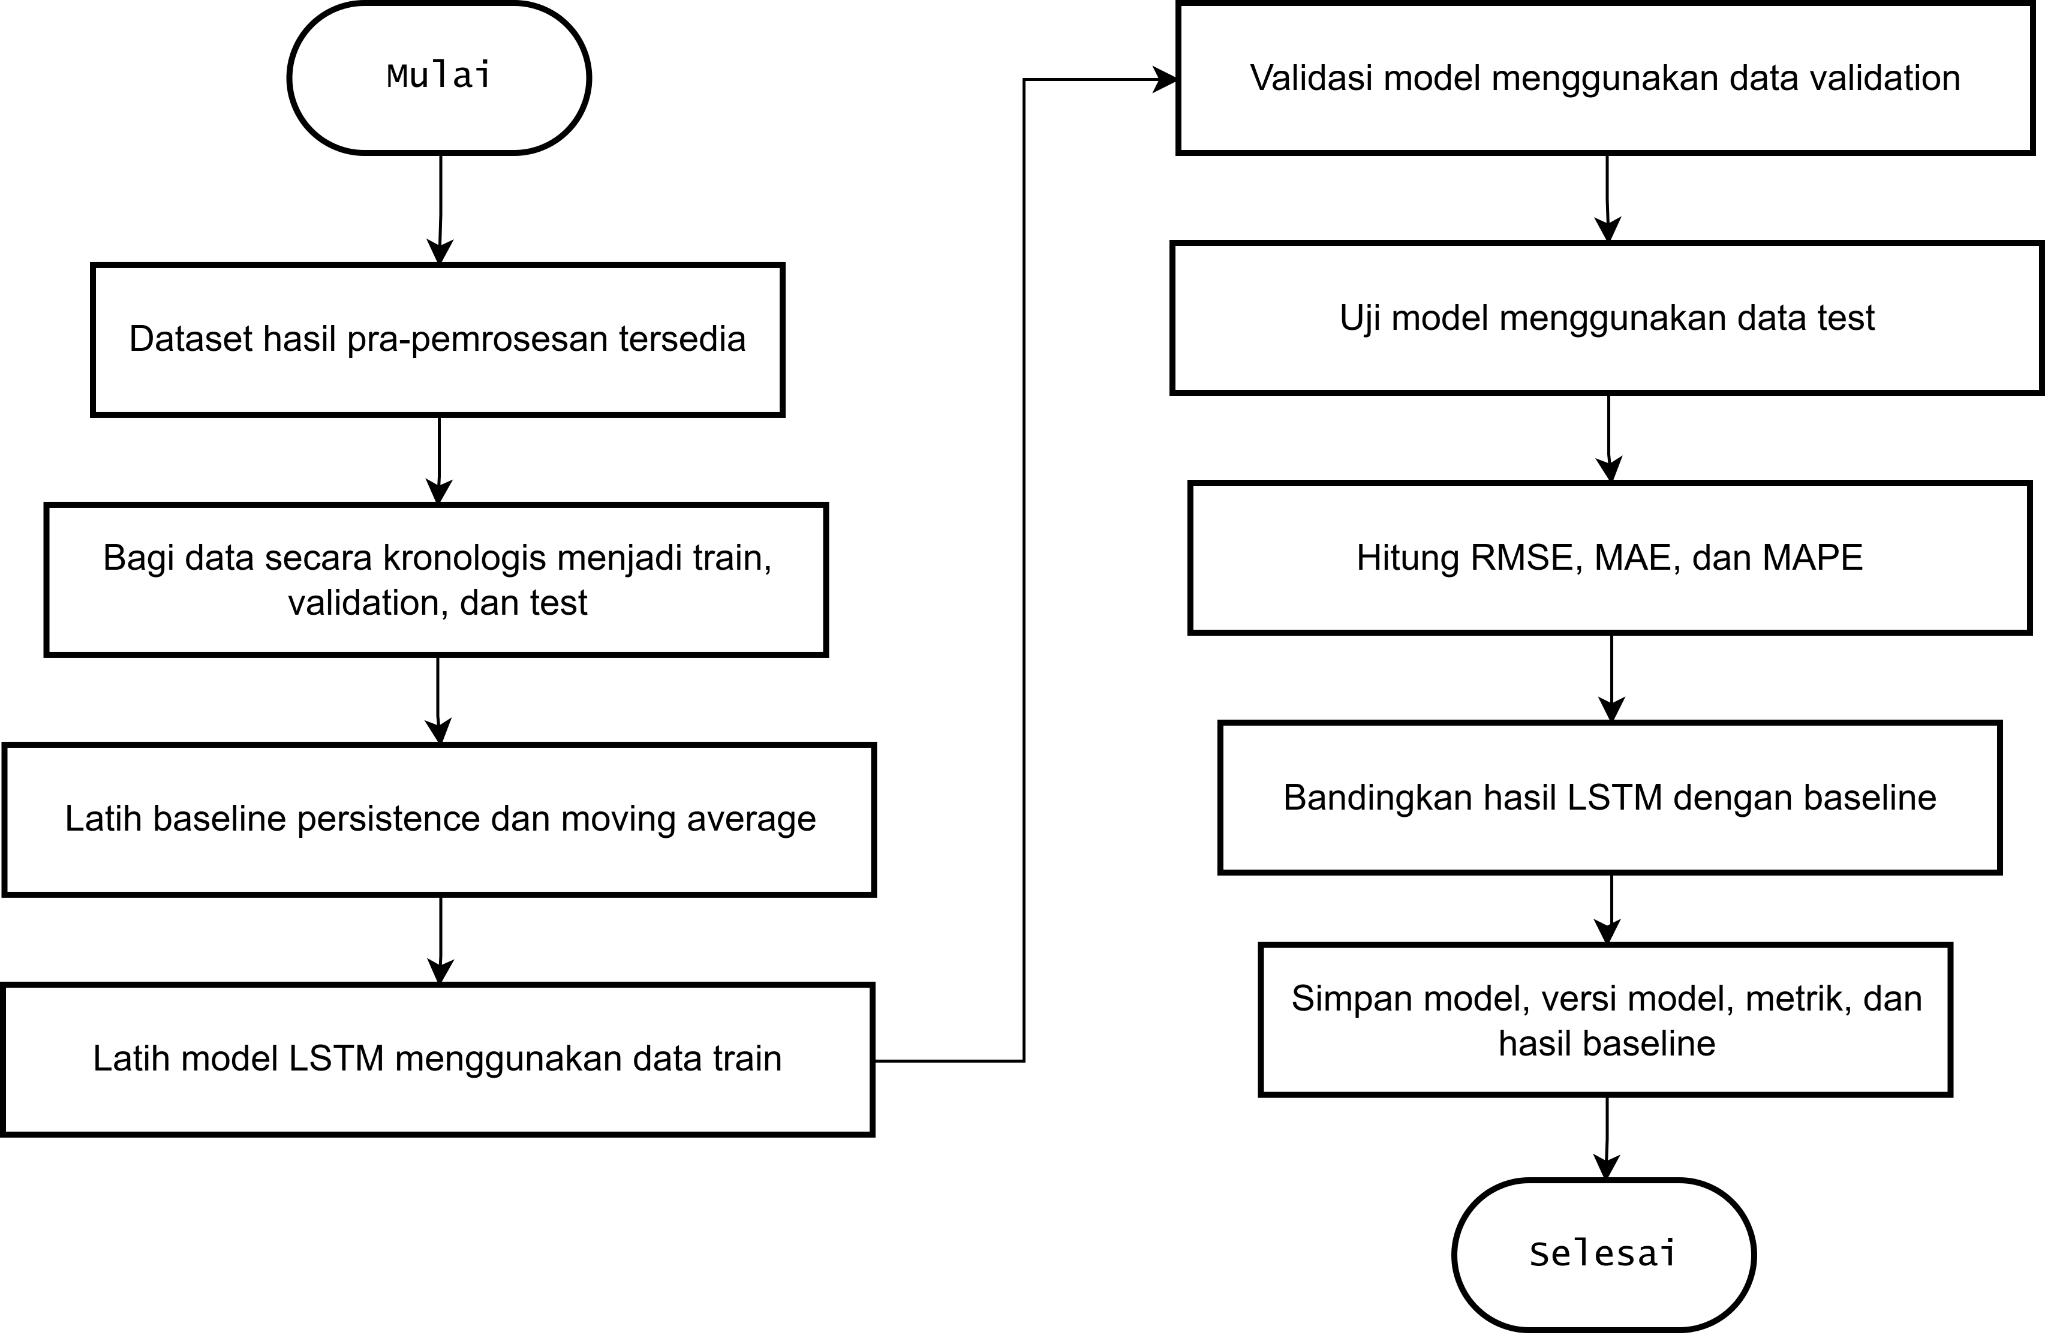 Mulai
Dataset hasil pra-pemrosesan tersedia
Bagi data secara kronologis menjadi train,
validation, dan test
Latih baseline persistence dan moving average
Latih model LSTM menggunakan data train
Validasi model menggunakan data validation
Uji model menggunakan data test
Hitung RMSE, MAE, dan MAPE
Bandingkan hasil LSTM dengan baseline
Simpan model, versi model, metrik, dan
hasil baseline
Selesai